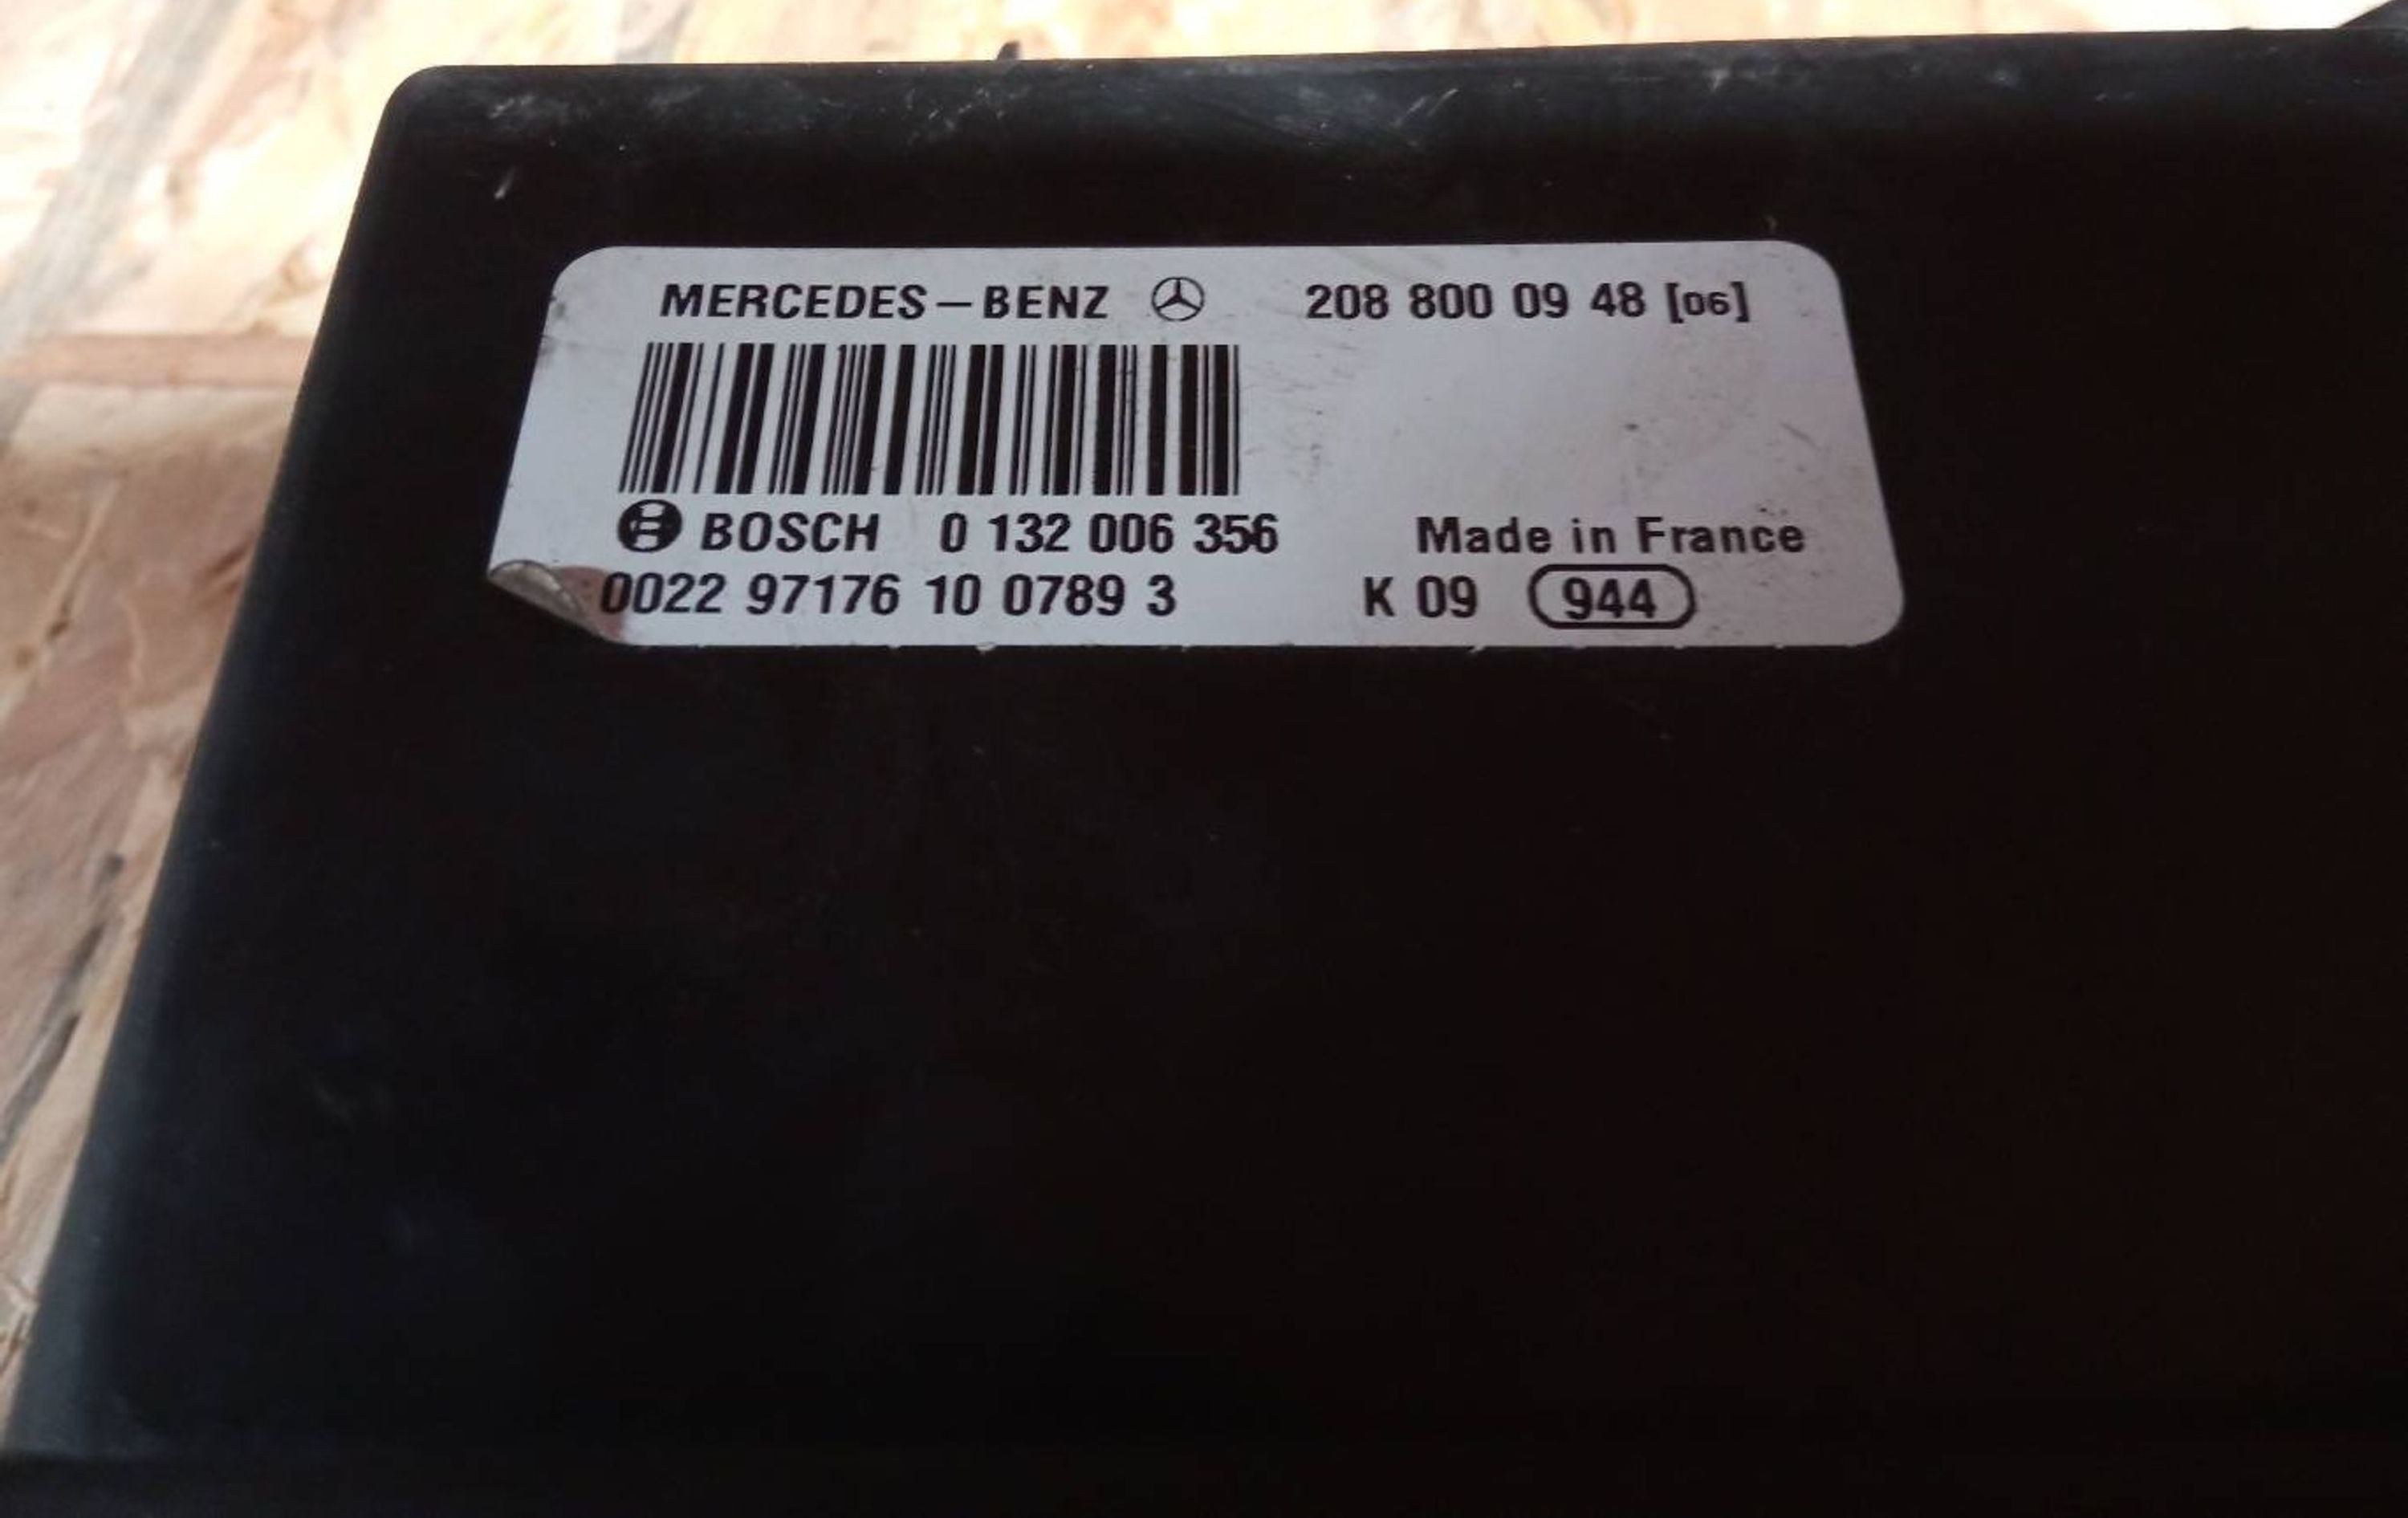 MERCEDES-BENZ 208 800 09 48 [06]
BOSCH 0 132 006 356 Made in France
0022 97176 10 0789 3 K 09 944